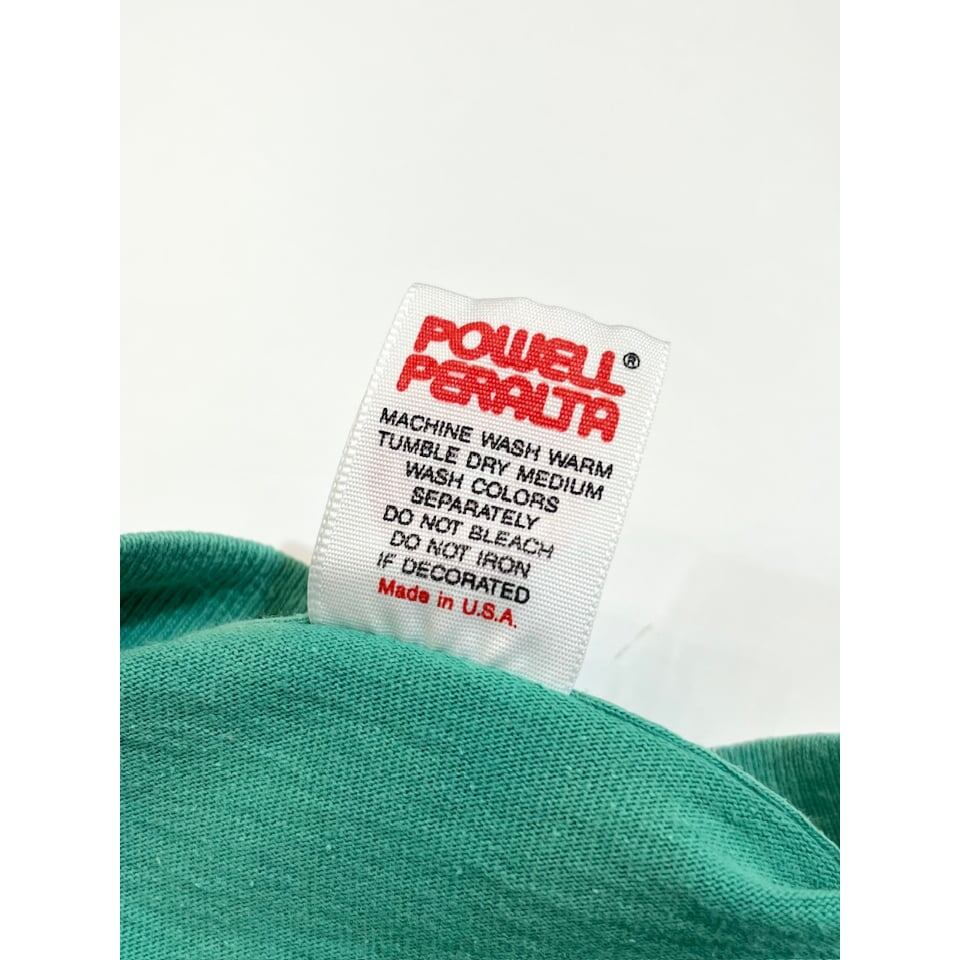 POWELL ®
PERALTA
MACHINE WASH WARM
TUMBLE DRY MEDIUM
WASH COLORS
SEPARATELY
DO NOT BLEACH
DO NOT IRON
IF DECORATED
Made in U.S.A.